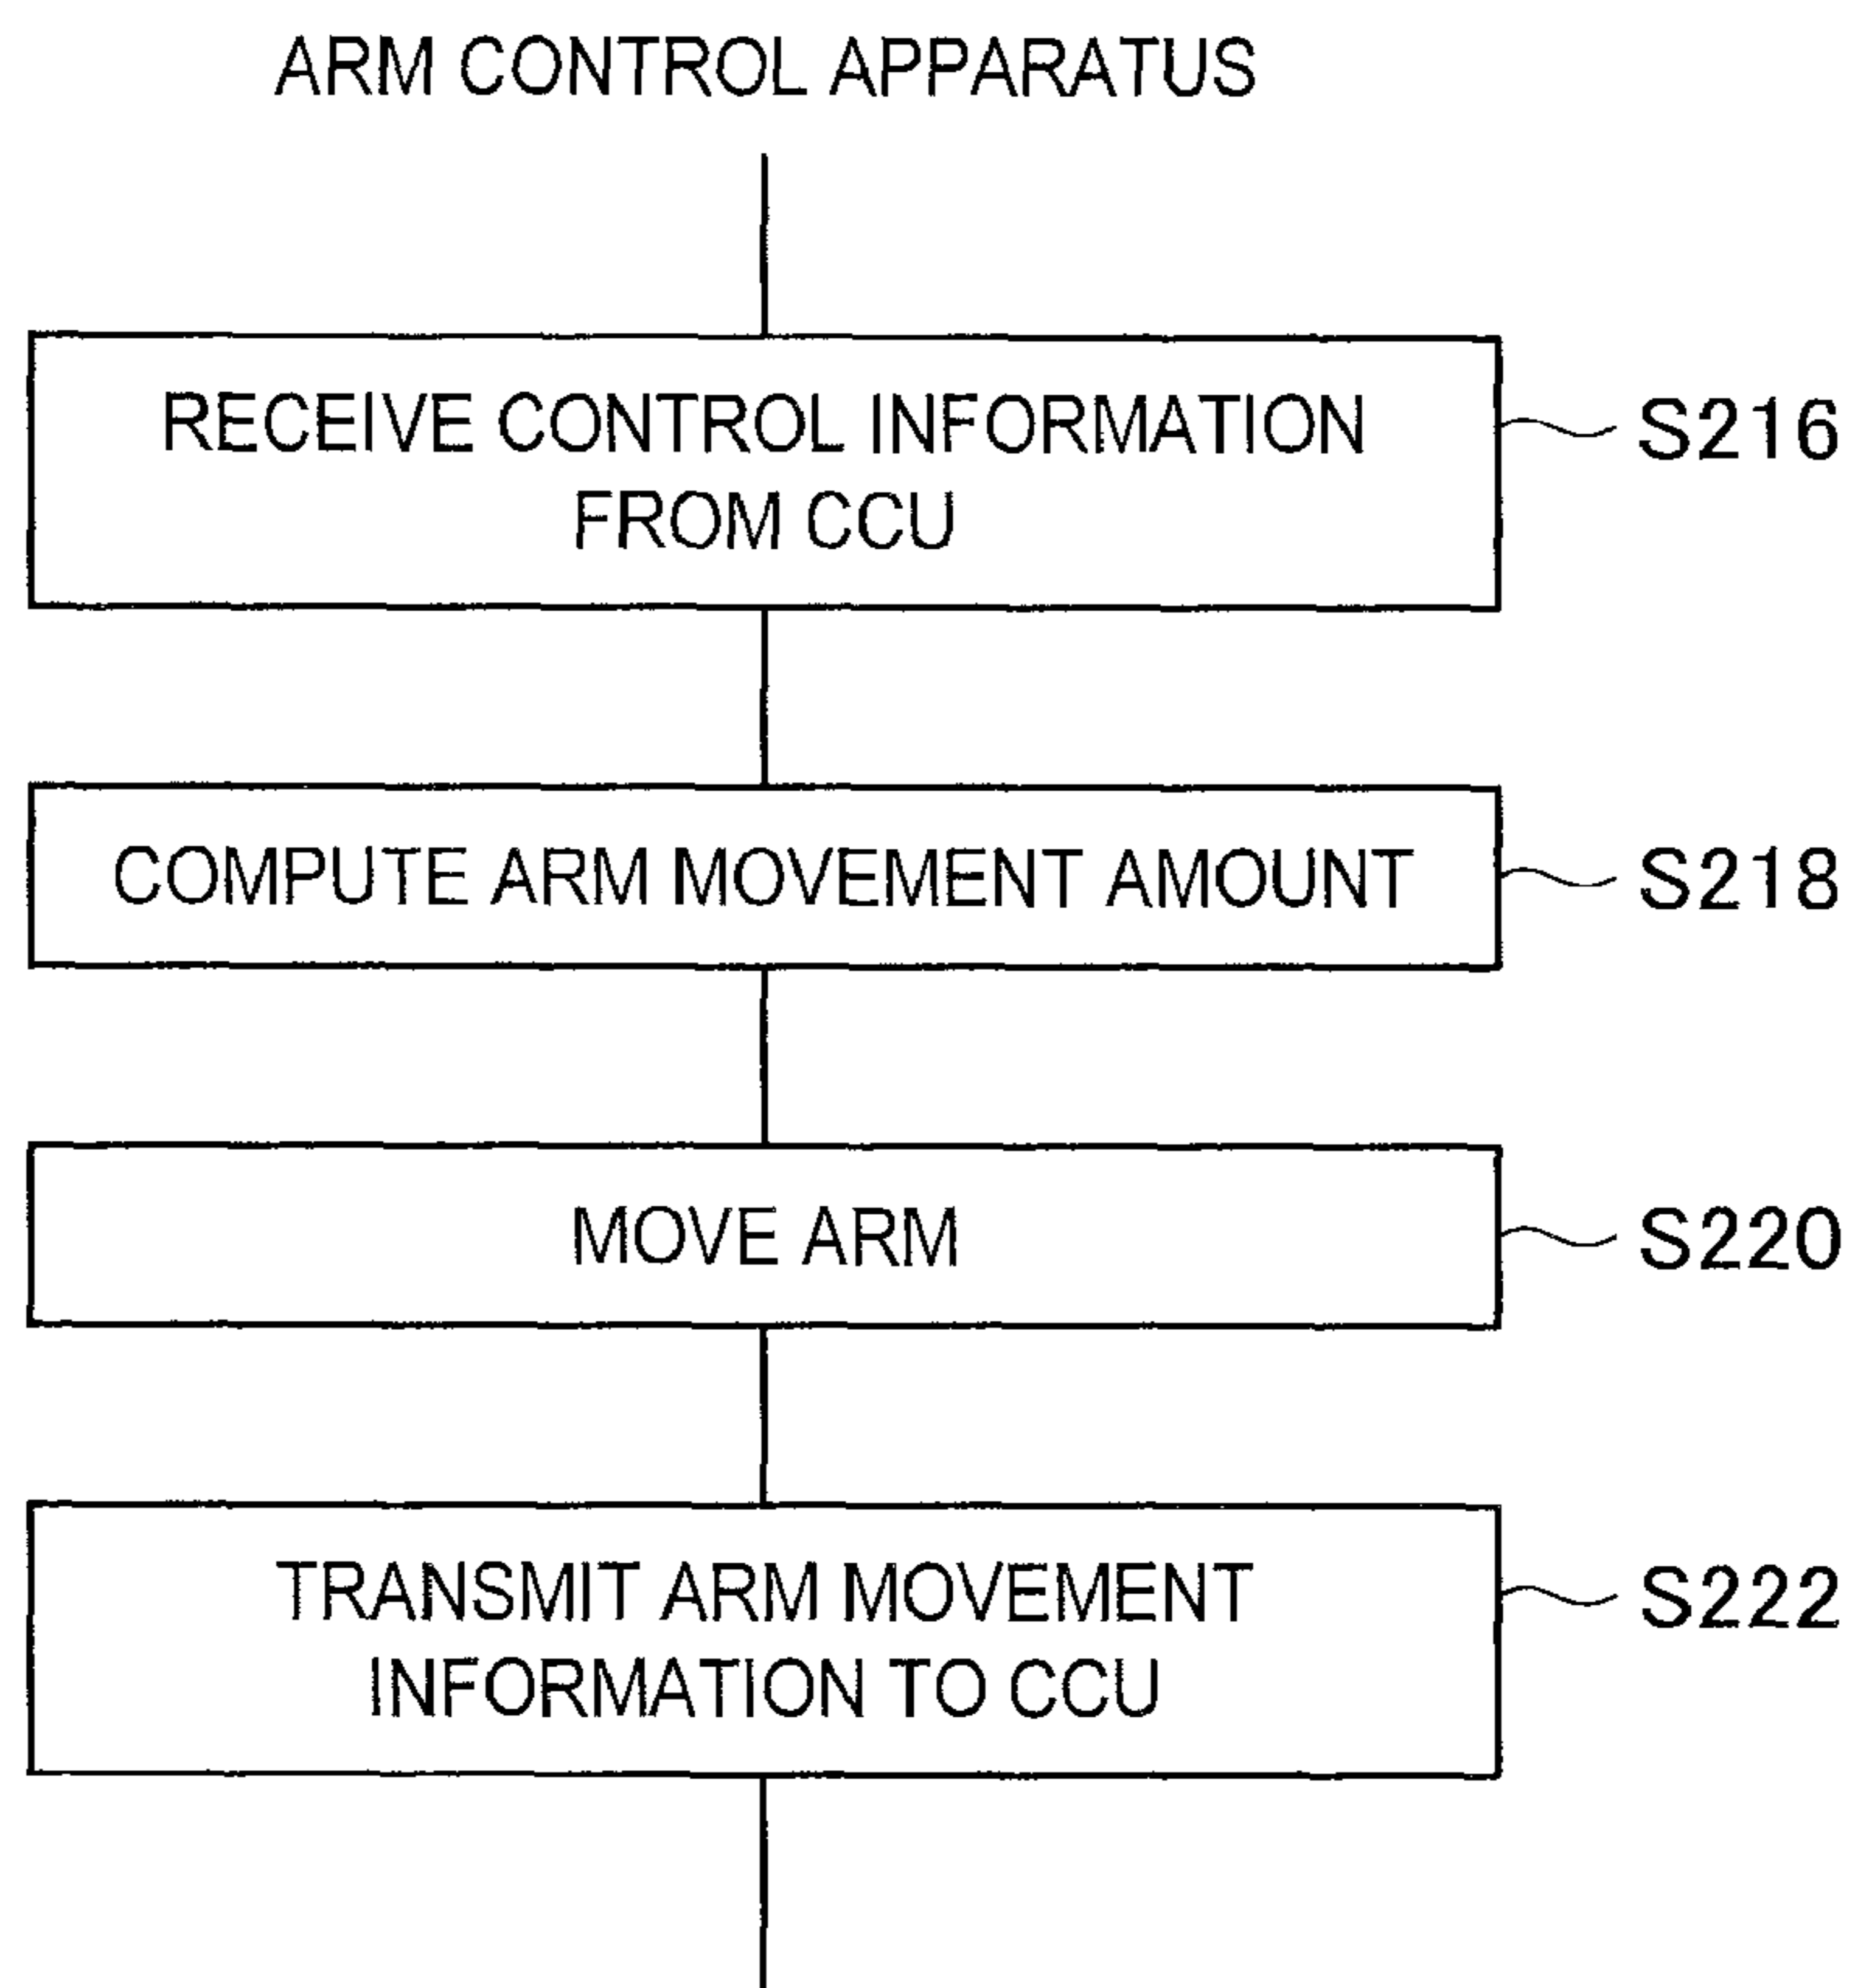 ARM CONTROL APPARATUS
RECEIVE CONTROL INFORMATION
FROM CCU
S216
COMPUTE ARM MOVEMENT AMOUNT
S218
MOVE ARM
S220
TRANSMIT ARM MOVEMENT
INFORMATION TO CCU
S222